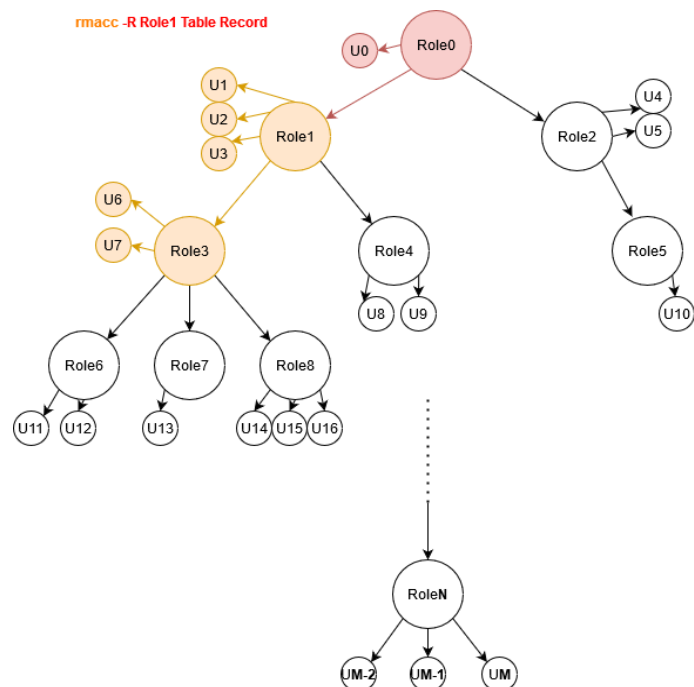 rmacc -R Role1 Table Record
Role0
U0
U1
U2
U3
Role1
Role2
U4
U5
U6
U7
Role3
Role4
Role5
U8
U9
U10
Role6
Role7
Role8
U11
U12
U13
U14
U15
U16
RoleN
UM-2
UM-1
UM